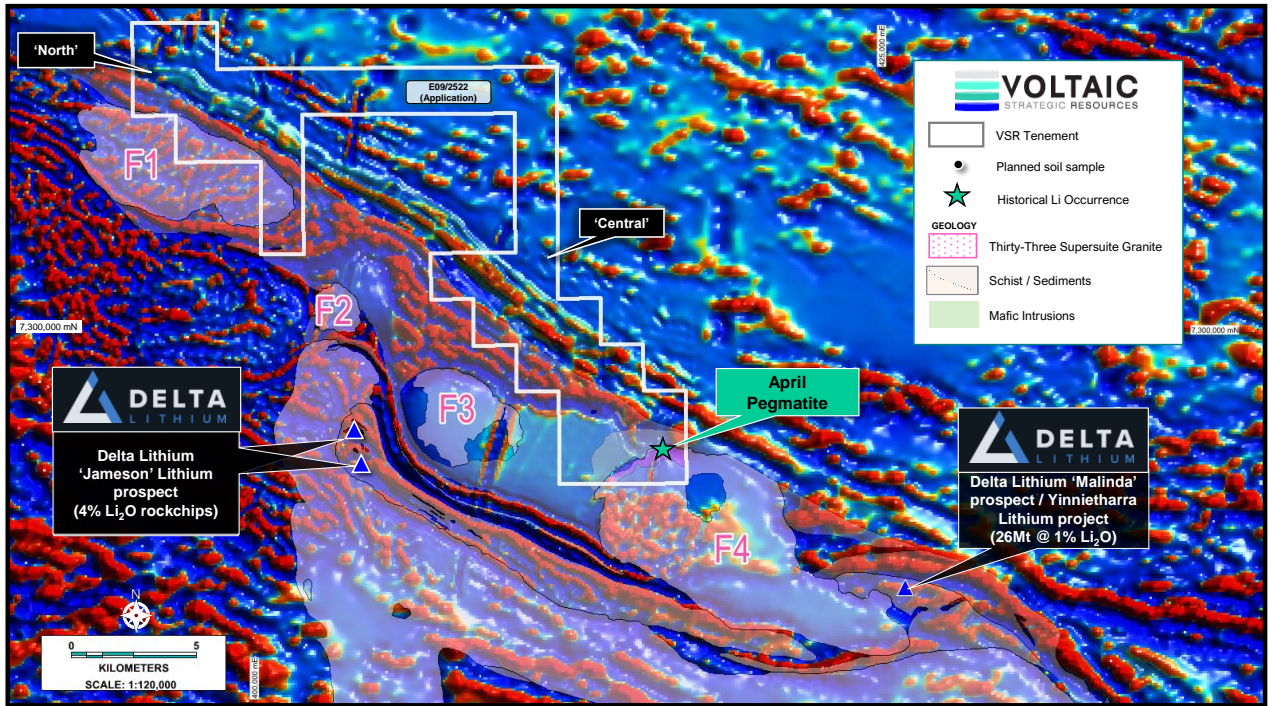 'North'
E09/2522
(Application)
425,000 mE
VOLTAIC
STRATEGIC RESOURCES
VSR Tenement
Planned soil sample
Historical Li Occurrence
GEOLOGY
Thirty-Three Supersuite Granite
Schist / Sediments
Mafic Intrusions
F1
'Central'
F2
7,300,000 mN
7,300,000 mN
DELTA
LITHIUM
Delta Lithium
'Jameson' Lithium
prospect
(4% Li₂O rockchips)
F3
April
Pegmatite
DELTA
LITHIUM
Delta Lithium 'Malinda'
prospect / Yinnietharra
Lithium project
(26Mt @ 1% Li₂O)
F4
N
0 5
KILOMETERS
SCALE: 1:120,000
400,000 mE